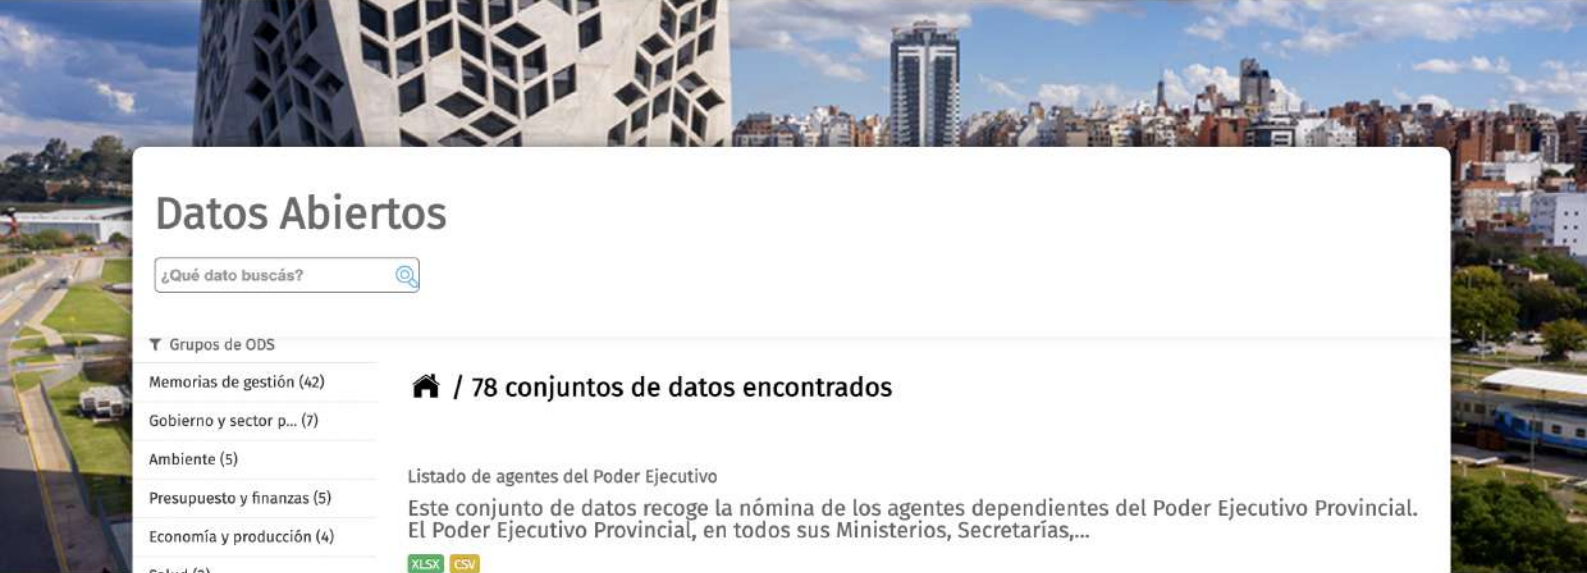 Datos Abiertos
¿Qué dato buscás?
Grupos de ODS
Memorias de gestión (42)
Gobierno y sector p... (7)
Ambiente (5)
Presupuesto y finanzas (5)
Economía y producción (4)
/ 78 conjuntos de datos encontrados
Listado de agentes del Poder Ejecutivo
Este conjunto de datos recoge la nómina de los agentes dependientes del Poder Ejecutivo Provincial.
El Poder Ejecutivo Provincial, en todos sus Ministerios, Secretarías,...
XLSX CSV